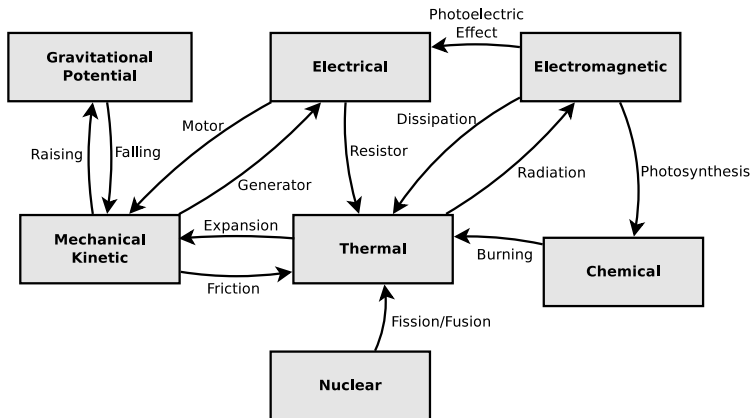 Photoelectric
Effect
Gravitational
Potential
Electrical
Electromagnetic
Motor
Dissipation
Raising
Falling
Resistor
Generator
Radiation
Photosynthesis
Expansion
Mechanical
Kinetic
Thermal
Burning
Chemical
Friction
Fission/Fusion
Nuclear